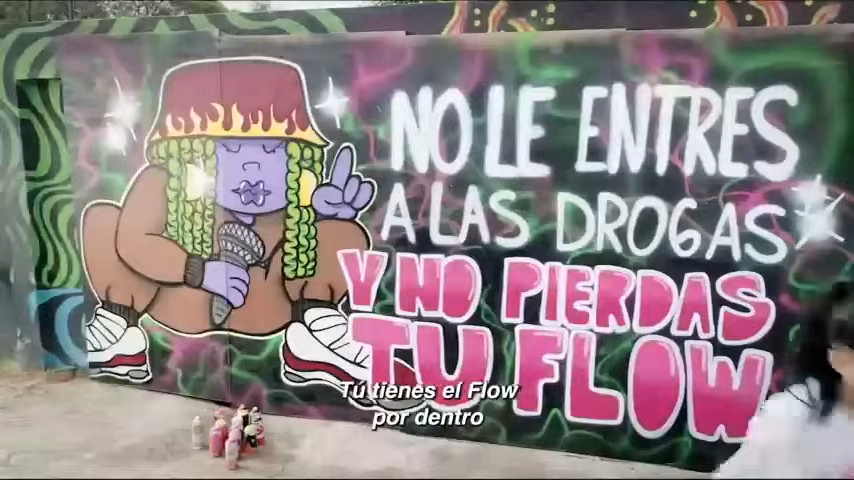 NO LE ENTRES
A LAS DROGAS
Y NO PIERDAS
TU FLOW
Tú tienes el Flow
por dentro